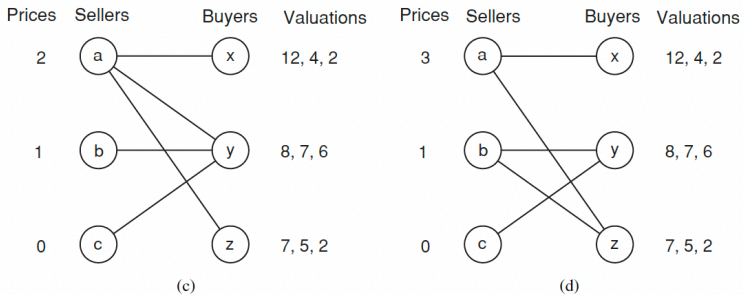 Prices Sellers Buyers Valuations Prices Sellers Buyers Valuations
2 a x 12, 4, 2 3 a x 12, 4, 2
1 b y 8, 7, 6 1 b y 8, 7, 6
0 c z 7, 5, 2 0 c z 7, 5, 2
(c) (d)